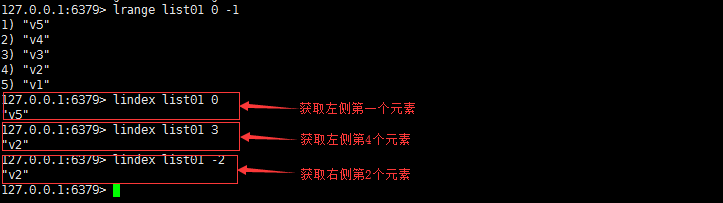 127.0.0.1:6379> lrange list01 0 -1
1) "v5"
2) "v4"
3) "v3"
4) "v2"
5) "v1"
127.0.0.1:6379> lindex list01 0
"v5"
获取左侧第一个元素
127.0.0.1:6379> lindex list01 3
"v2"
获取左侧第4个元素
127.0.0.1:6379> lindex list01 -2
"v2"
获取右侧第2个元素
127.0.0.1:6379>